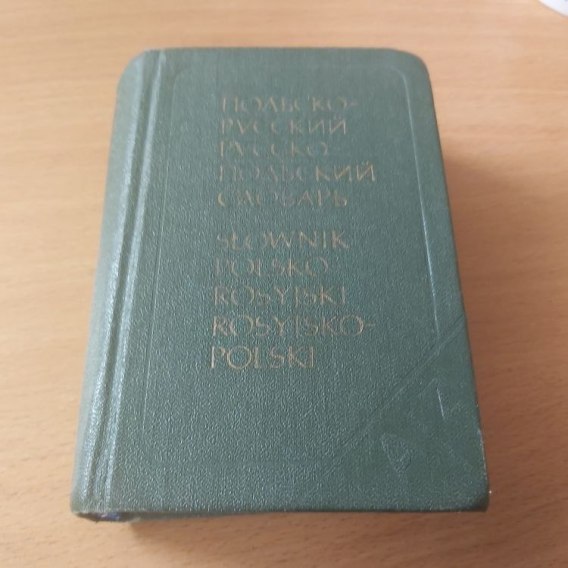 ПОЛЬСКО-
РУССКИЙ
РУССКО-
ПОЛЬСКИЙ
СЛОВАРЬ
SŁOWNIK
POLSKO-
ROSYJSKI
ROSYJSKO-
POLSKI